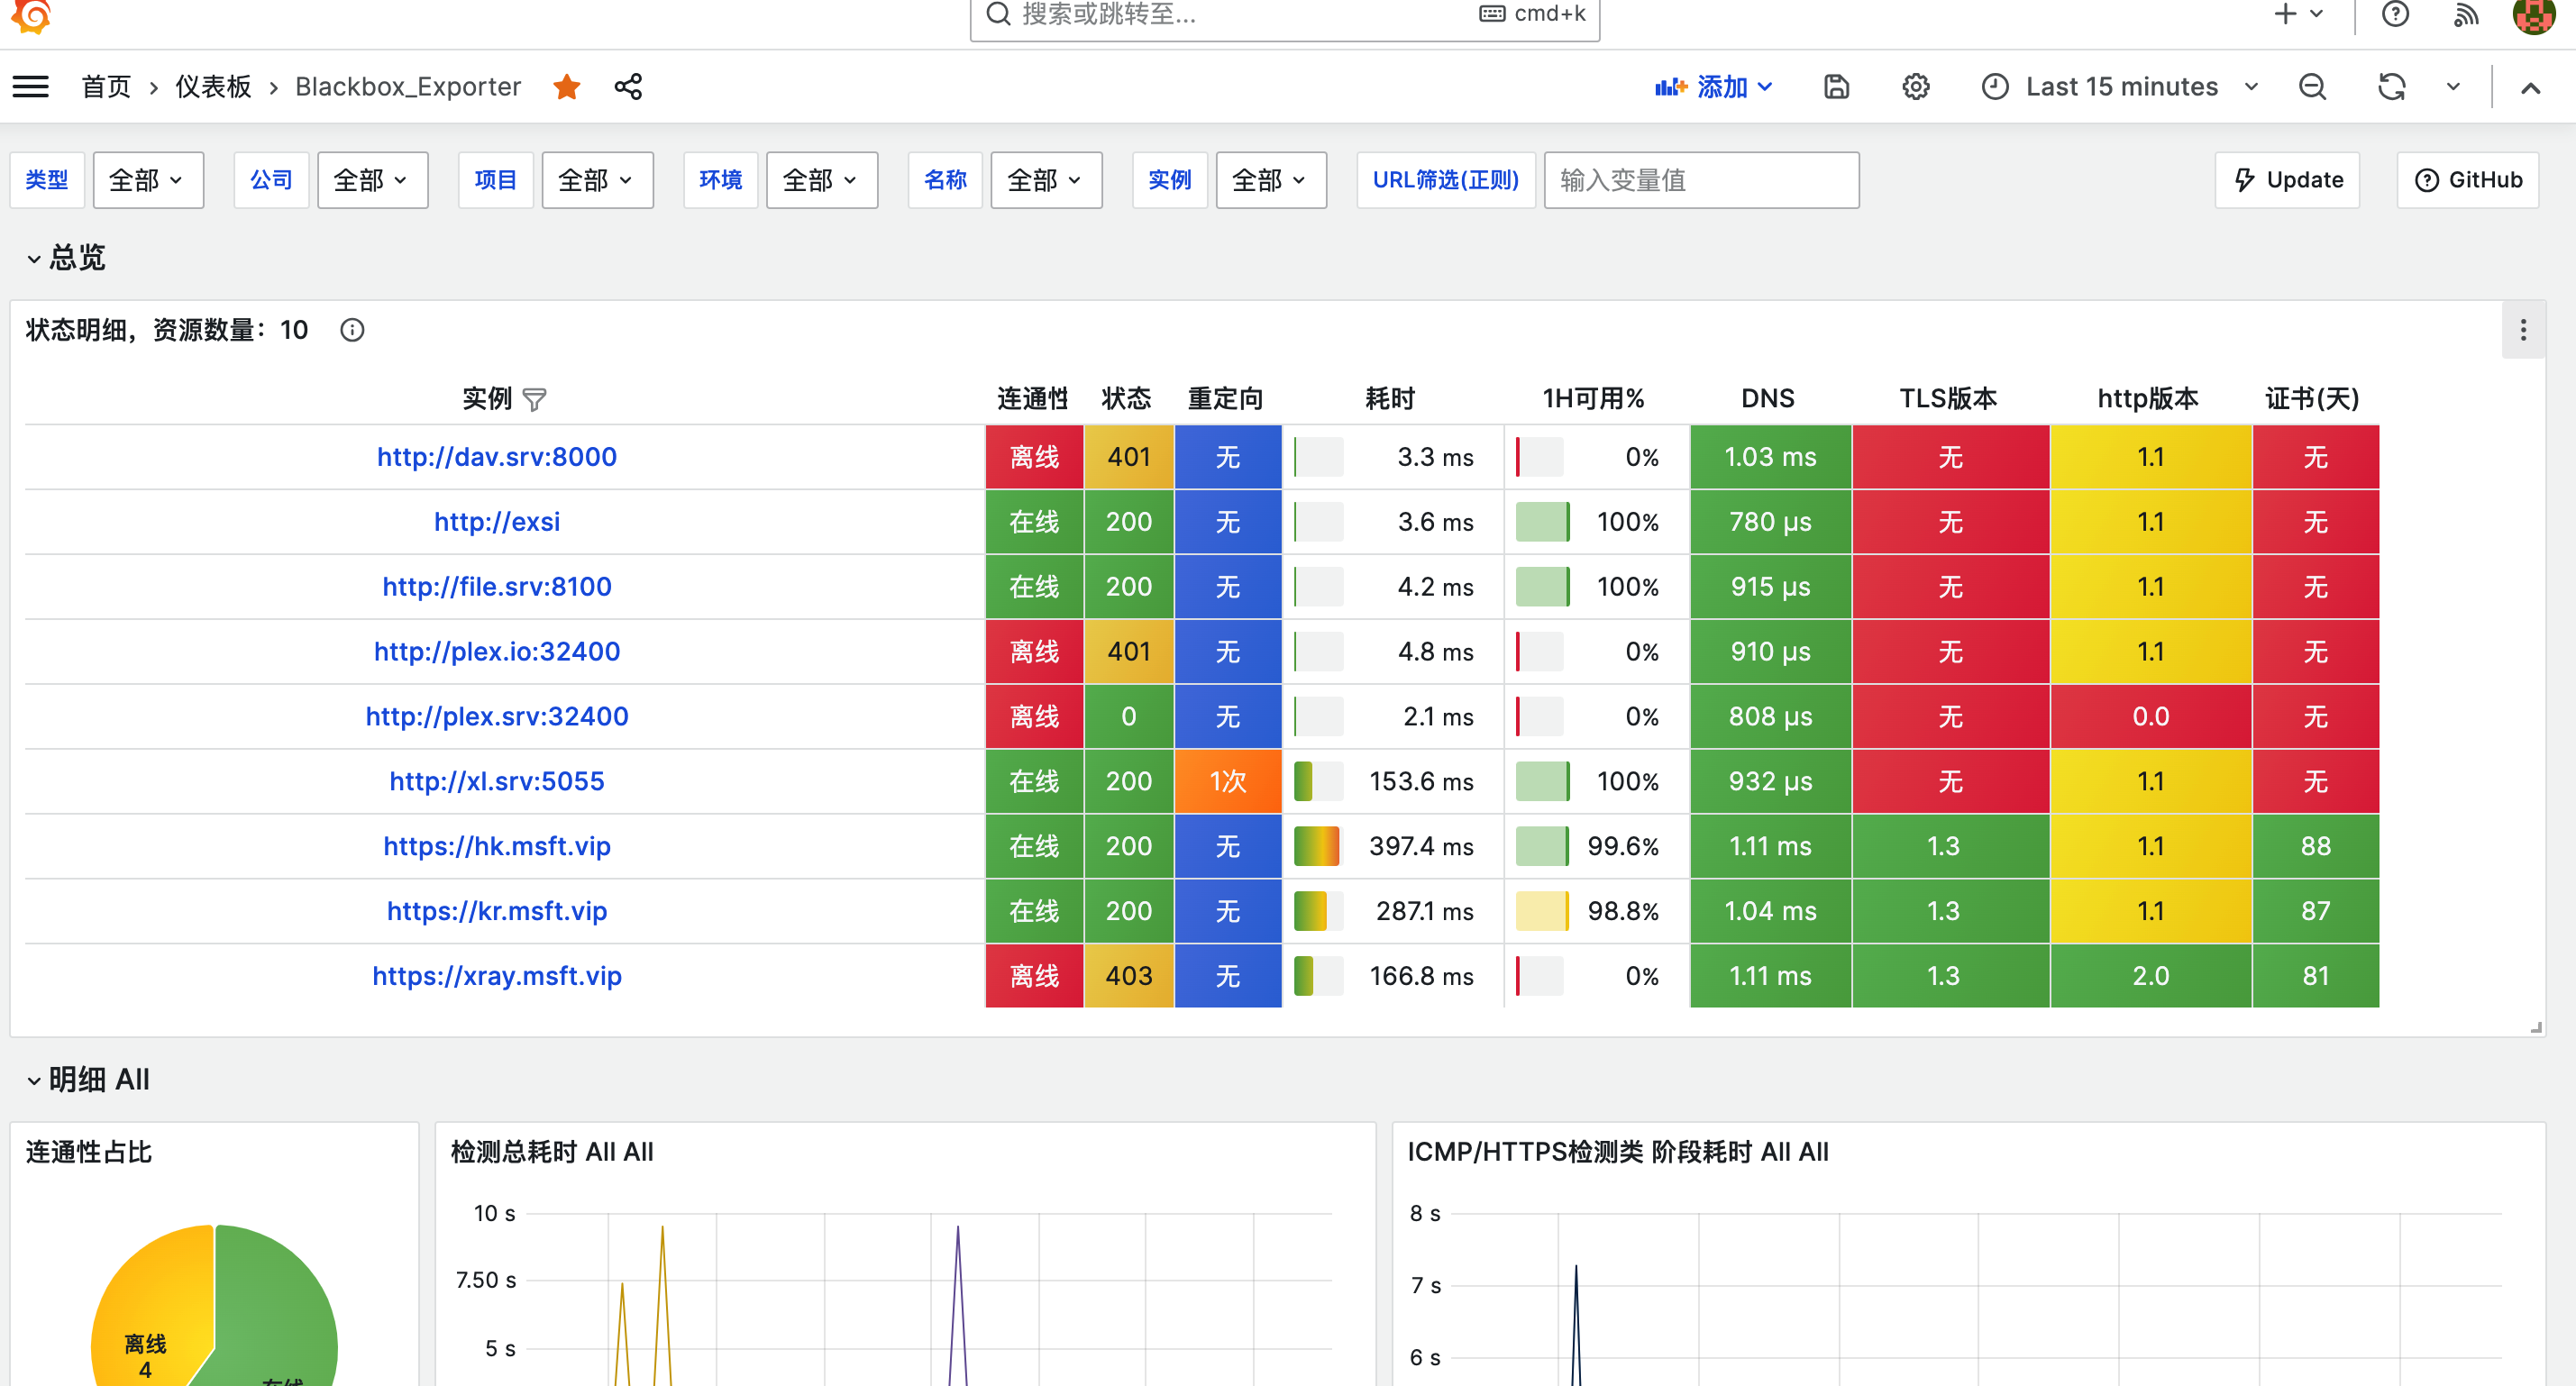 搜索或跳转至... cmd+k
首页 › 仪表板 › Blackbox_Exporter 添加 Last 15 minutes
类型 全部 公司 全部 项目 全部 环境 全部 名称 全部 实例 全部 URL筛选(正则) 输入变量值 Update GitHub
总览
状态明细，资源数量：10
实例 连通性 状态 重定向 耗时 1H可用% DNS TLS版本 http版本 证书(天)
http://dav.srv:8000 离线 401 无 3.3 ms 0% 1.03 ms 无 1.1 无
http://exsi 在线 200 无 3.6 ms 100% 780 µs 无 1.1 无
http://file.srv:8100 在线 200 无 4.2 ms 100% 915 µs 无 1.1 无
http://plex.io:32400 离线 401 无 4.8 ms 0% 910 µs 无 1.1 无
http://plex.srv:32400 离线 0 无 2.1 ms 0% 808 µs 无 0.0 无
http://xl.srv:5055 在线 200 1次 153.6 ms 100% 932 µs 无 1.1 无
https://hk.msft.vip 在线 200 无 397.4 ms 99.6% 1.11 ms 1.3 1.1 88
https://kr.msft.vip 在线 200 无 287.1 ms 98.8% 1.04 ms 1.3 1.1 87
https://xray.msft.vip 离线 403 无 166.8 ms 0% 1.11 ms 1.3 2.0 81
明细 All
连通性占比
离线
4
检测总耗时 All All
10 s
7.50 s
5 s
ICMP/HTTPS检测类 阶段耗时 All All
8 s
7 s
6 s